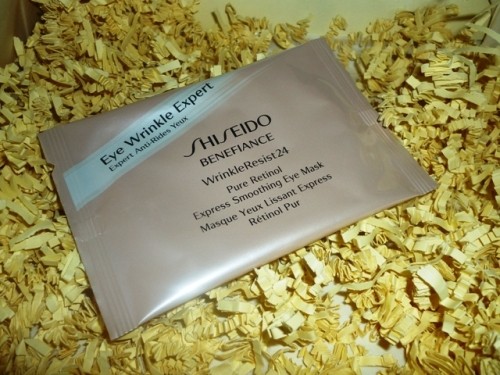 Eye Wrinkle Expert
Expert Anti-Rides Yeux
SHISEIDO
BENEFIANCE
WrinkleResist24
Pure Retinol
Express Smoothing Eye Mask
Masque Yeux Lissant Express
Rétinol Pur